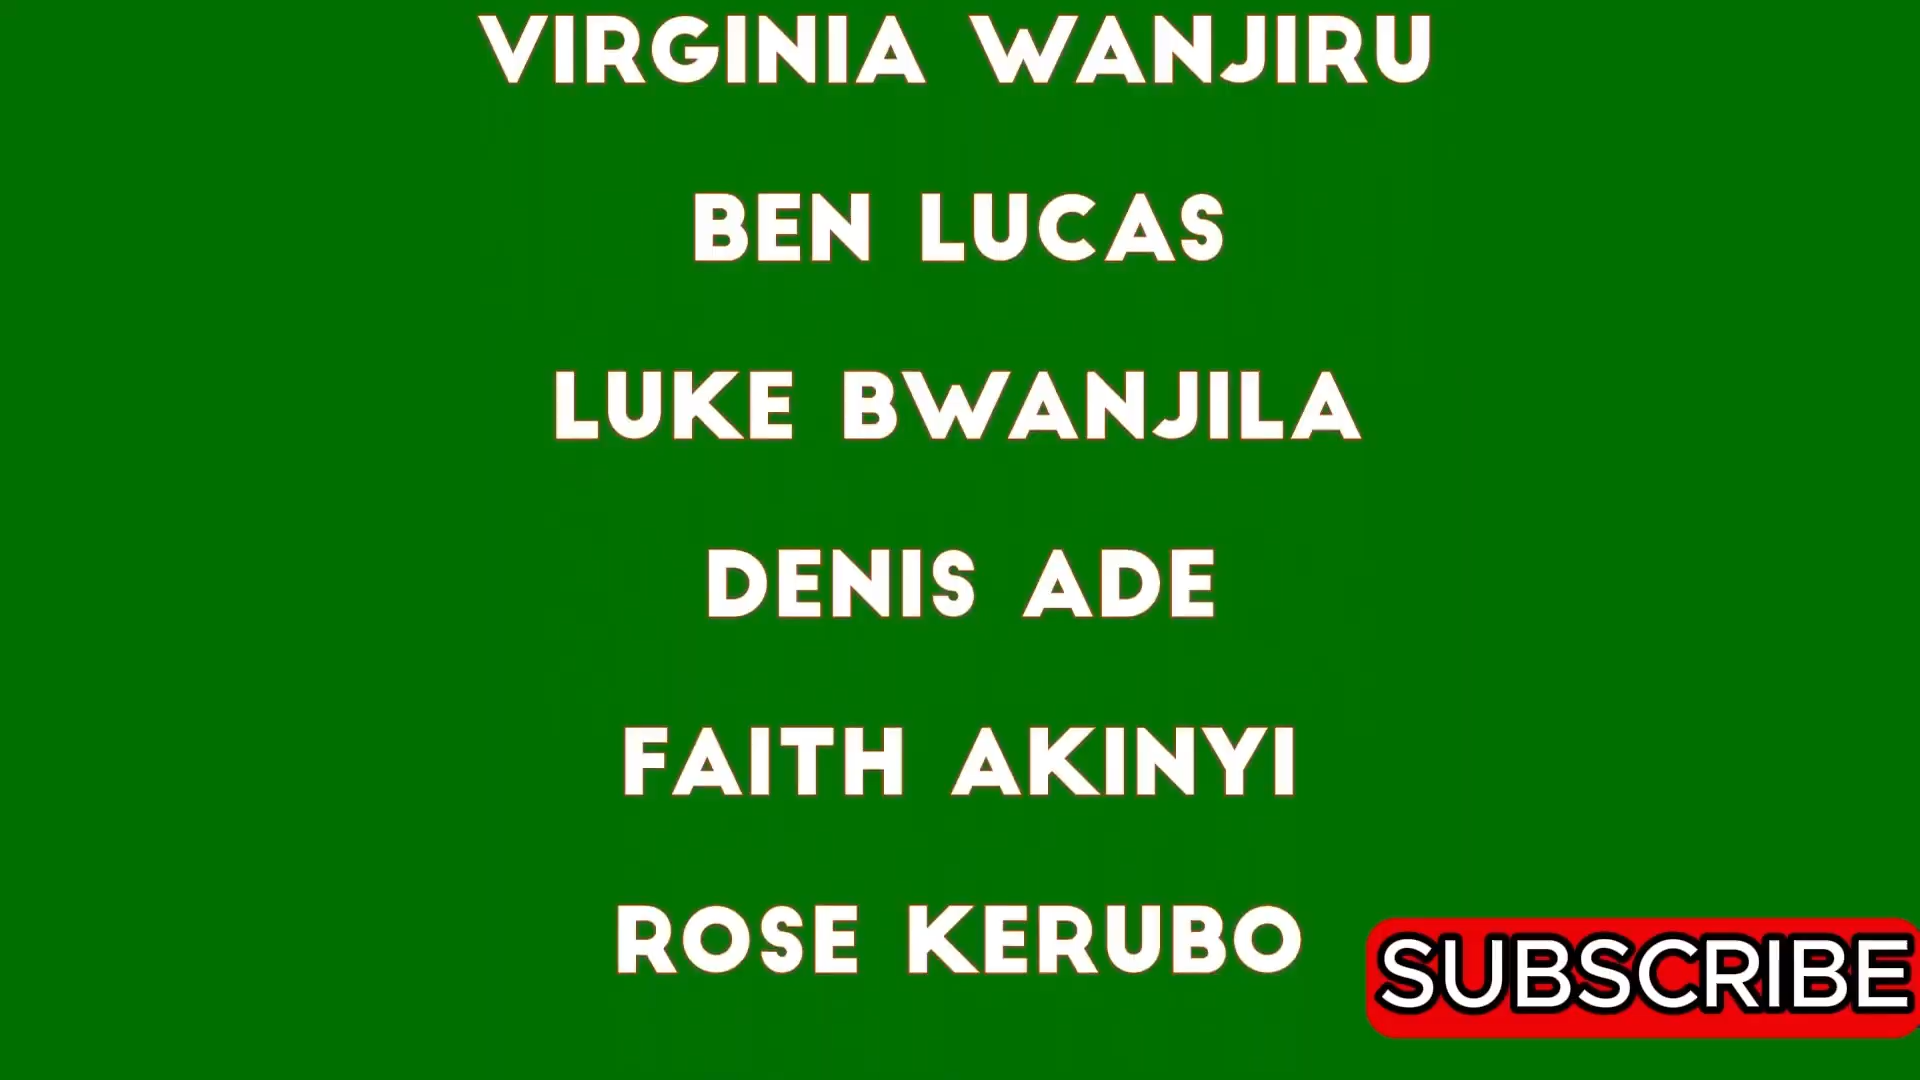 VIRGINIA WANJIRU
BEN LUCAS
LUKE BWANJILA
DENIS ADE
FAITH AKINYI
ROSE KERUBO
SUBSCRIBE